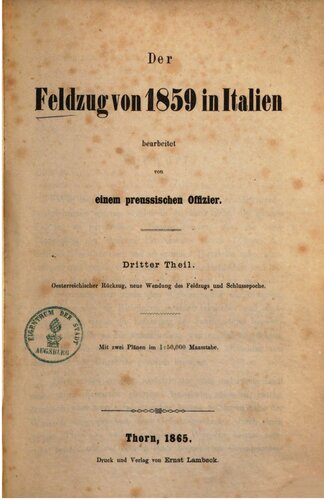 Der
Feldzug von 1859 in Italien
bearbeitet
von
einem preussischen Offizier.
Dritter Theil.
Oesterreichischer Rückzug, neue Wendung des Feldzugs und Schlussepoche.
EIGENTHUM DER STADT
AUGSBURG
Mit zwei Plänen im 1:50,000 Maasstabe.
Thorn, 1865.
Druck und Verlag von Ernst Lambeck.